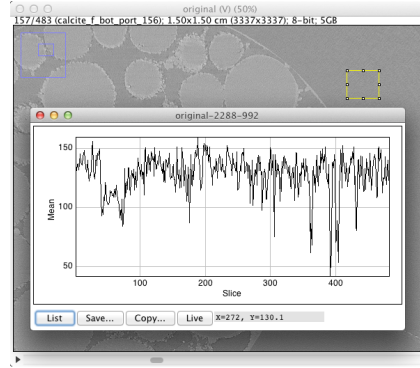 original (V) (50%)
157/483 (calcite_f_bot_port_156); 1.50x1.50 cm (3337x3337); 8-bit; 5GB
original-2288-992
150
100
50
Mean
100
200
300
400
Slice
List
Save...
Copy...
Live
X=272, Y=130.1